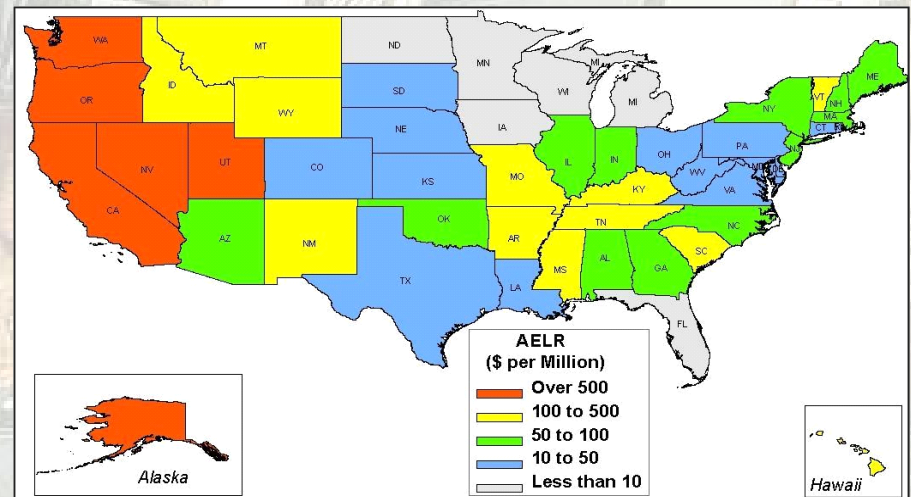 WA
MT
ND
MN
MI
ME
OR
ID
SD
WI
MI
VT
NH
NY
WY
MA
IA
NE
CT
PA
NJ
NV
UT
CO
IL
IN
OH
KS
MO
WV
VA
KY
CA
OK
TN
NC
AZ
NM
AR
SC
MS
AL
GA
TX
LA
FL
AELR
($ per Million)
Over 500
100 to 500
50 to 100
10 to 50
Less than 10
Alaska
Hawaii